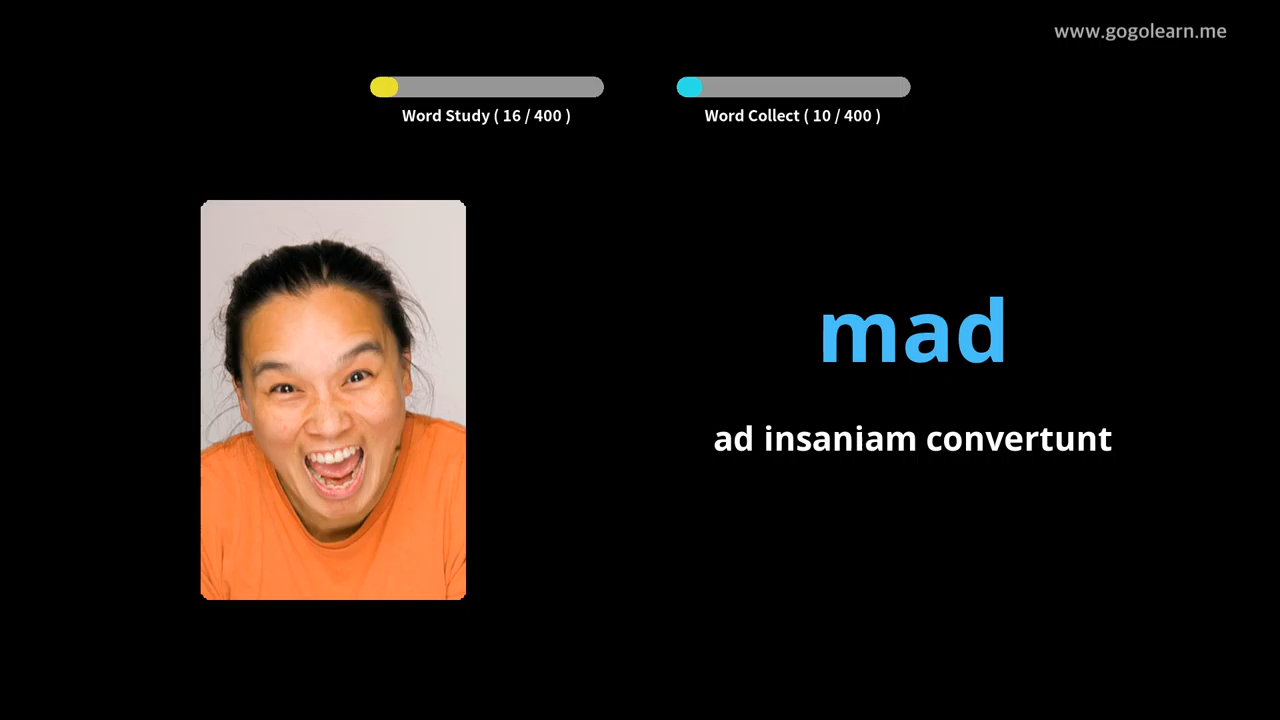 www.gogolearn.me
Word Study ( 16 / 400 )
Word Collect ( 10 / 400 )
mad
ad insaniam convertunt